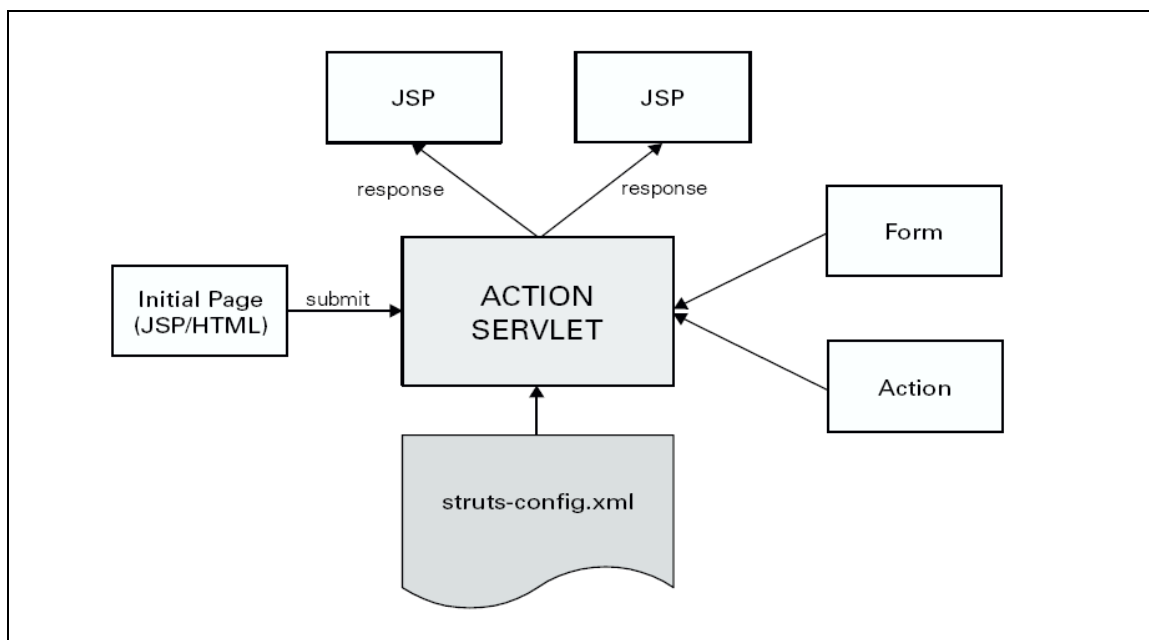 JSP
JSP
response
response
Form
Initial Page
(JSP/HTML)
submit
ACTION
SERVLET
Action
struts-config.xml